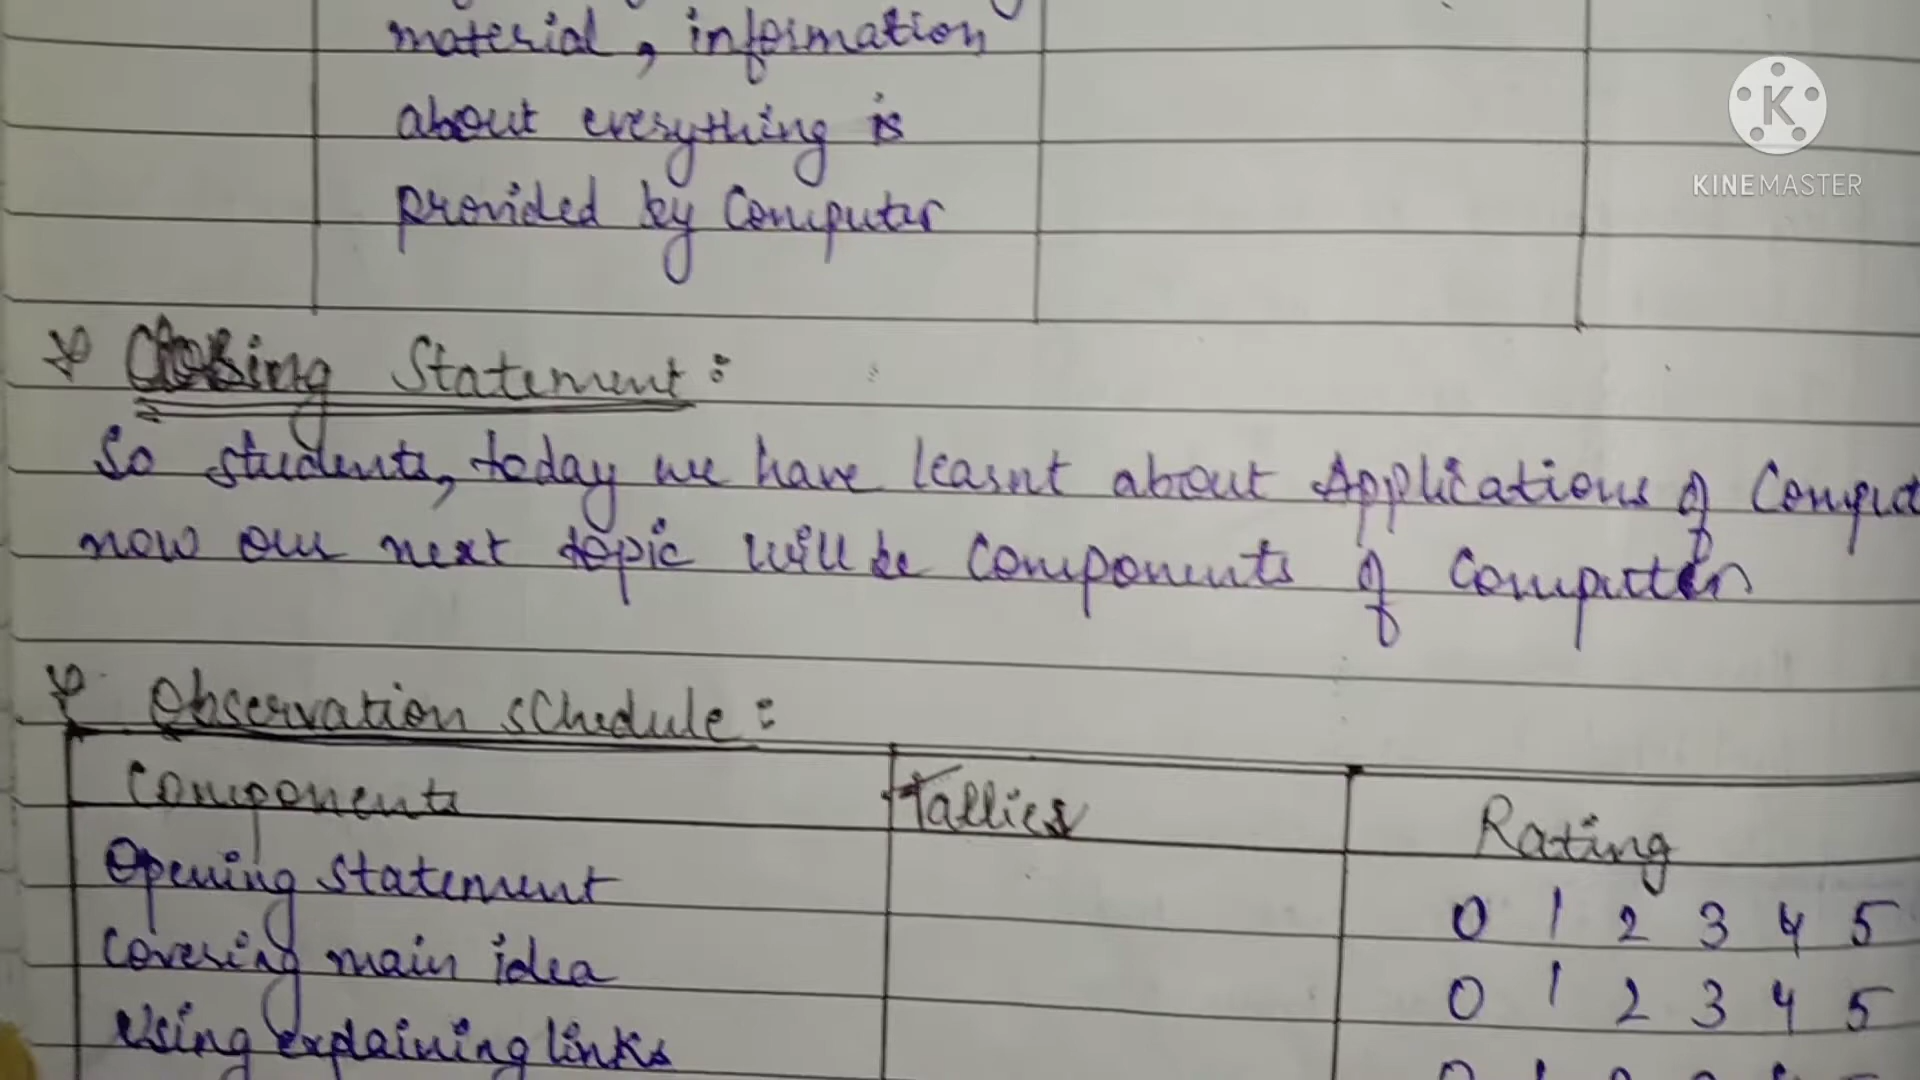 material, information
about everything is
provided by Computer
KINEMASTER
Closing Statement:
So students, today we have learnt about Applications of Comput
now our next topic will be Components of Computer
Observation schedule:
Components Tallies Rating
Opening statement 0 1 2 3 4 5
Covering main idea 0 1 2 3 4 5
Using explaining links